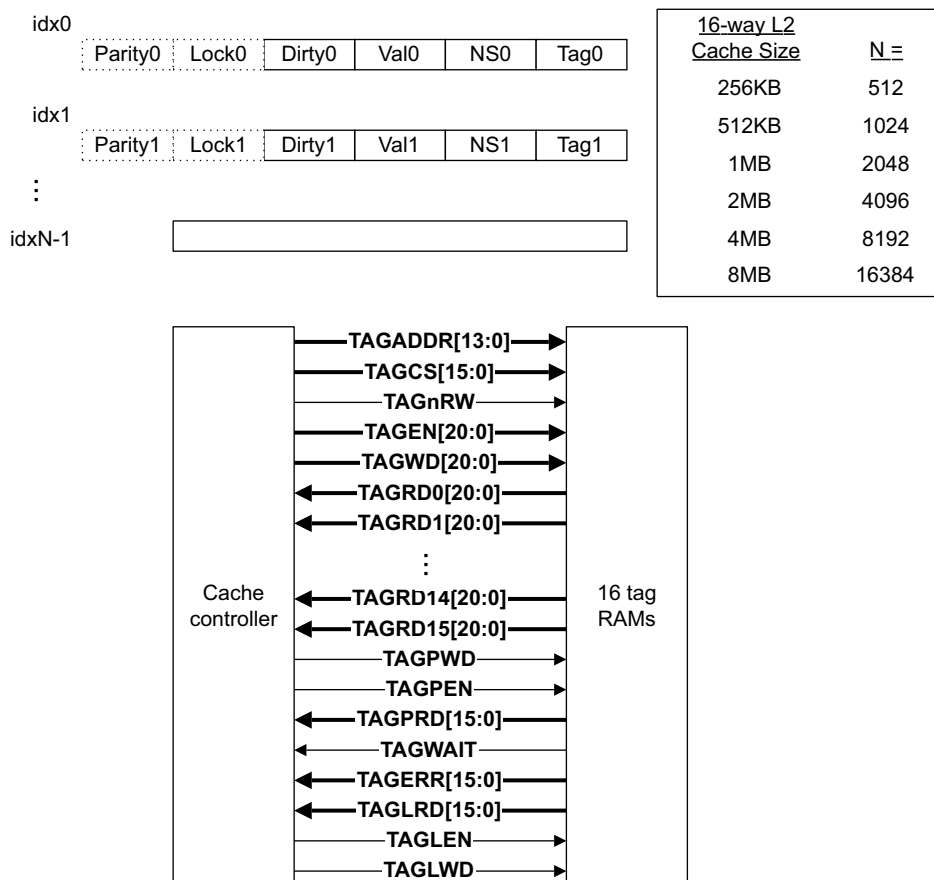 idx0
Parity0 Lock0 Dirty0 Val0 NS0 Tag0
idx1
Parity1 Lock1 Dirty1 Val1 NS1 Tag1
⋮
idxN-1
16-way L2
Cache Size N =
256KB 512
512KB 1024
1MB 2048
2MB 4096
4MB 8192
8MB 16384
TAGADDR[13:0]
TAGCS[15:0]
TAGnRW
TAGEN[20:0]
TAGWD[20:0]
TAGRD0[20:0]
TAGRD1[20:0]
⋮
TAGRD14[20:0]
TAGRD15[20:0]
TAGPWD
TAGPEN
TAGPRD[15:0]
TAGWAIT
TAGERR[15:0]
TAGLRD[15:0]
TAGLEN
TAGLWD
Cache
controller
16 tag
RAMs